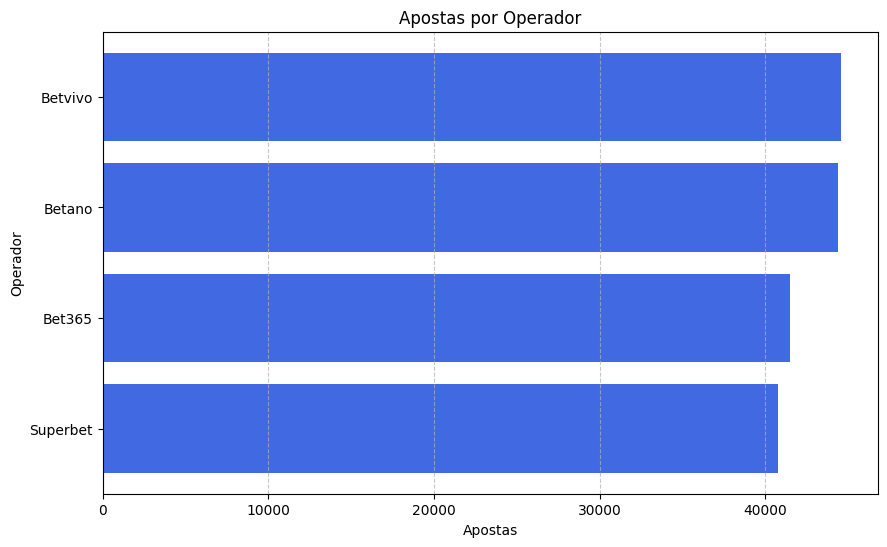 Apostas por Operador
Operador
Betvivo
Betano
Bet365
Superbet
0 10000 20000 30000 40000
Apostas